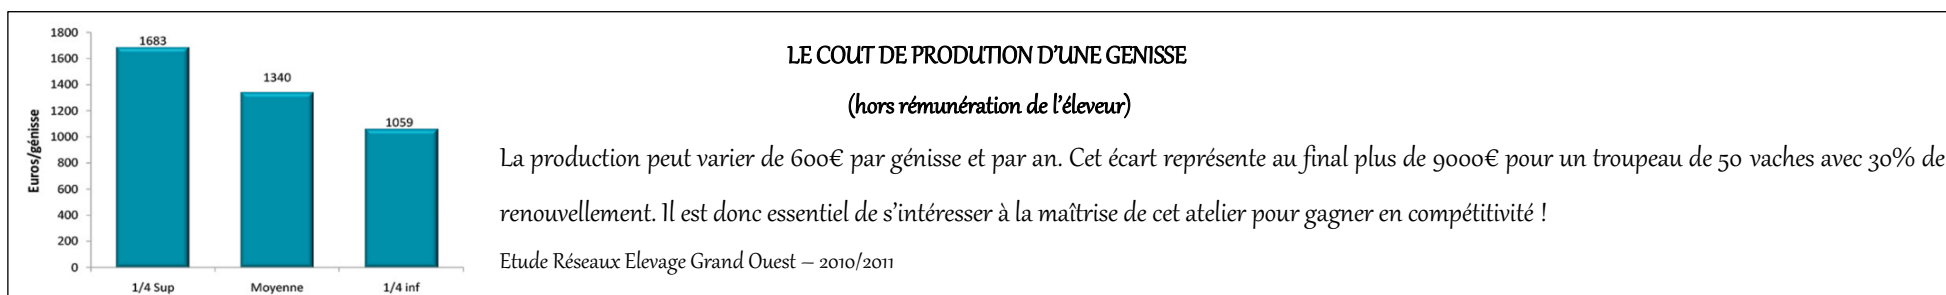 1800
1600
1400
1200
1000
800
600
400
200
0
Euros/génisse
1683
1340
1059
1/4 Sup
Moyenne
1/4 inf
LE COUT DE PRODUTION D'UNE GENISSE
(hors rémunération de l'éleveur)
La production peut varier de 600€ par génisse et par an. Cet écart représente au final plus de 9000€ pour un troupeau de 50 vaches avec 30% de
renouvellement. Il est donc essentiel de s'intéresser à la maîtrise de cet atelier pour gagner en compétitivité !
Etude Réseaux Elevage Grand Ouest – 2010/2011